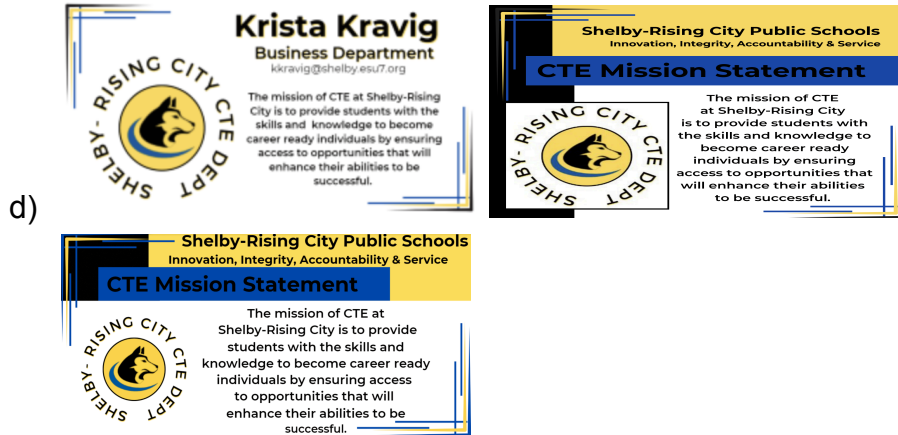 Krista Kravig
Business Department
kkravig@shelby.esu7.org
SHELBY- RISING CITY CTE DEPT
The mission of CTE at Shelby-Rising
City is to provide students with the
skills and knowledge to become
career ready individuals by ensuring
access to opportunities that will
enhance their abilities to be
successful.
Shelby-Rising City Public Schools
Innovation, Integrity, Accountability & Service
CTE Mission Statement
SHELBY- RISING CITY CTE DEPT
The mission of CTE
at Shelby-Rising City
is to provide students with
the skills and knowledge to
become career ready
individuals by ensuring
access to opportunities that
will enhance their abilities
to be successful.
d)
Shelby-Rising City Public Schools
Innovation, Integrity, Accountability & Service
CTE Mission Statement
SHELBY- RISING CITY CTE DEPT
The mission of CTE at
Shelby-Rising City is to provide
students with the skills and
knowledge to become career ready
individuals by ensuring access
to opportunities that will
enhance their abilities to be
successful.